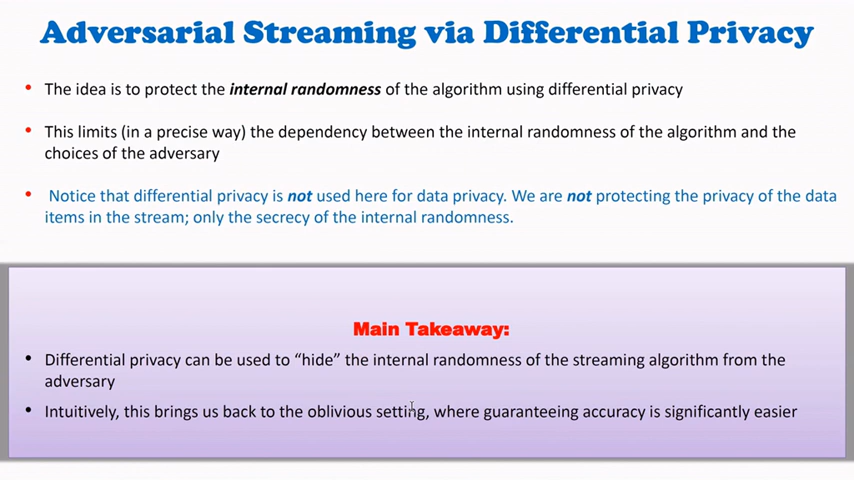 Adversarial Streaming via Differential Privacy
• The idea is to protect the internal randomness of the algorithm using differential privacy
• This limits (in a precise way) the dependency between the internal randomness of the algorithm and the
choices of the adversary
• Notice that differential privacy is not used here for data privacy. We are not protecting the privacy of the data
items in the stream; only the secrecy of the internal randomness.
Main Takeaway:
• Differential privacy can be used to “hide” the internal randomness of the streaming algorithm from the
adversary
• Intuitively, this brings us back to the oblivious setting, where guaranteeing accuracy is significantly easier